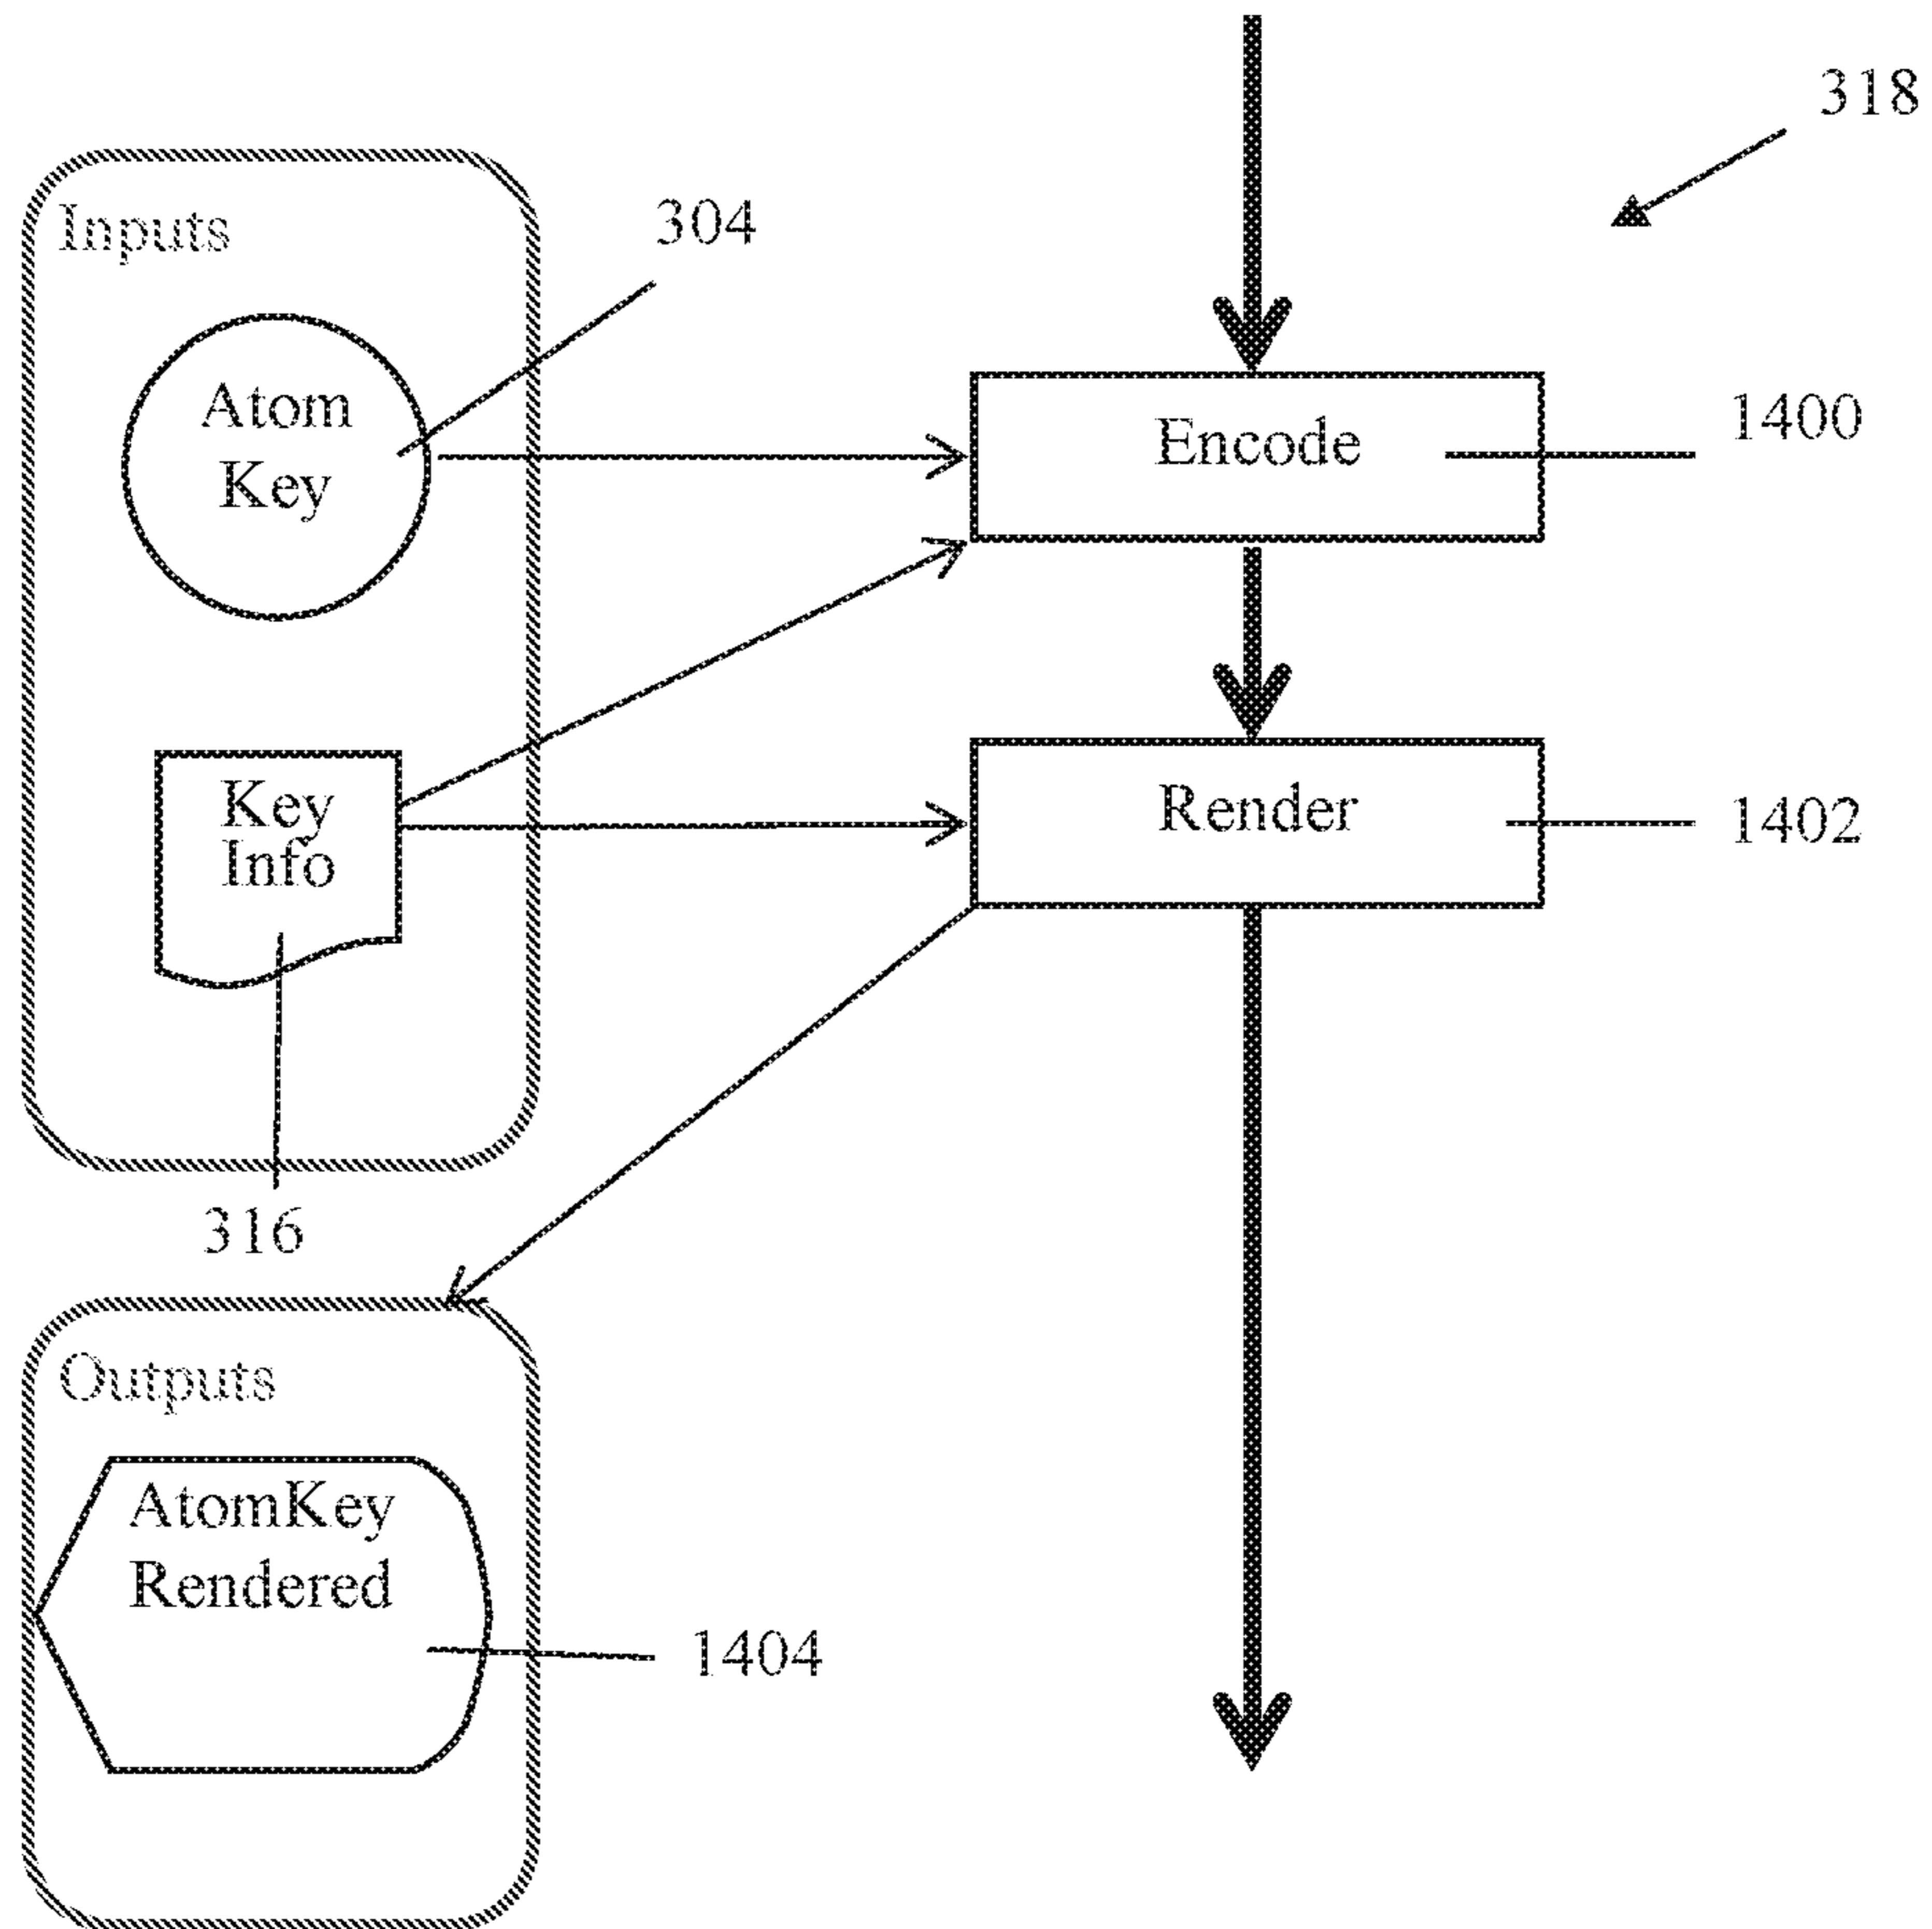 318
Inputs
304
Atom
Key
Encode
1400
Key
Info
Render
1402
316
Outputs
AtomKey
Rendered
1404